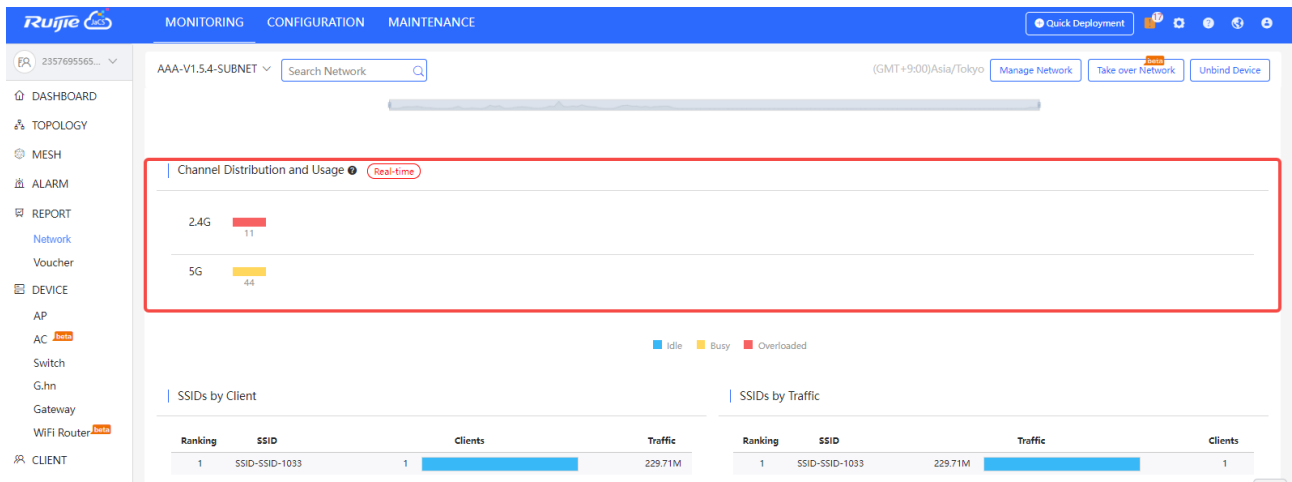 Ruijie JaCS MONITORING CONFIGURATION MAINTENANCE Quick Deployment 17
2357695565...
AAA-V1.5.4-SUBNET Search Network (GMT+9:00)Asia/Tokyo Manage Network Take over Network beta Unbind Device
DASHBOARD
TOPOLOGY
MESH
ALARM
REPORT
Network
Voucher
DEVICE
AP
AC beta
Switch
G.hn
Gateway
WiFi Router beta
CLIENT
Channel Distribution and Usage ? Real-time
2.4G
11
5G
44
Idle Busy Overloaded
SSIDs by Client
Ranking SSID Clients Traffic
1 SSID-SSID-1033 1 229.71M
SSIDs by Traffic
Ranking SSID Traffic Clients
1 SSID-SSID-1033 229.71M 1